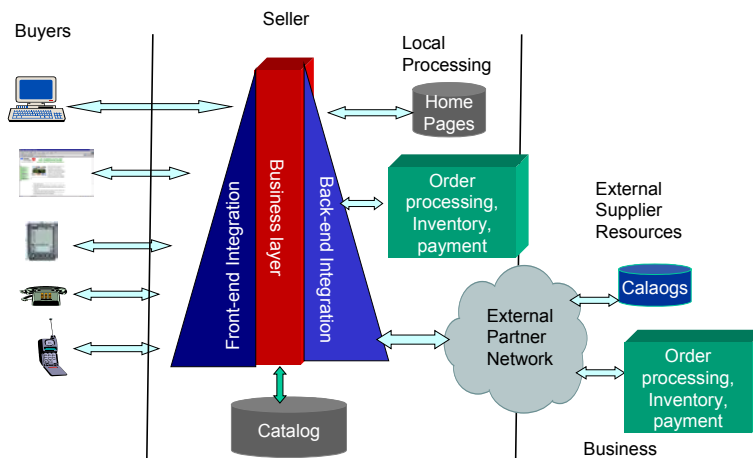 Seller
Buyers
Local
Processing
Home
Pages
Front-end Integration
Business layer
Back-end Integration
Order
processing,
Inventory,
payment
External
Supplier
Resources
Calaogs
External
Partner
Network
Order
processing,
Inventory,
payment
Catalog
Business